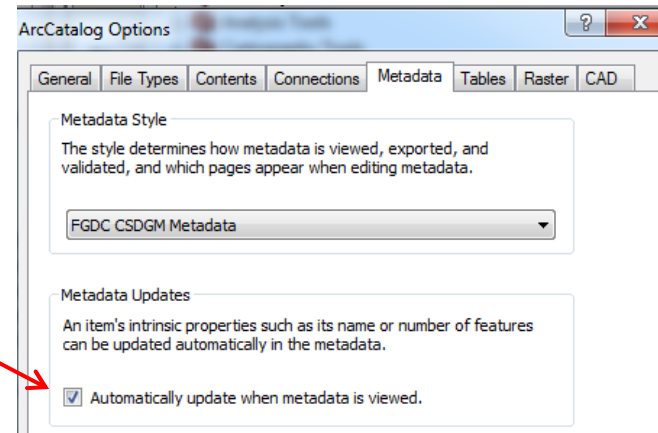 ArcCatalog Options
General File Types Contents Connections Metadata Tables Raster CAD
Metadata Style
The style determines how metadata is viewed, exported, and
validated, and which pages appear when editing metadata.
FGDC CSDGM Metadata
Metadata Updates
An item's intrinsic properties such as its name or number of features
can be updated automatically in the metadata.
Automatically update when metadata is viewed.